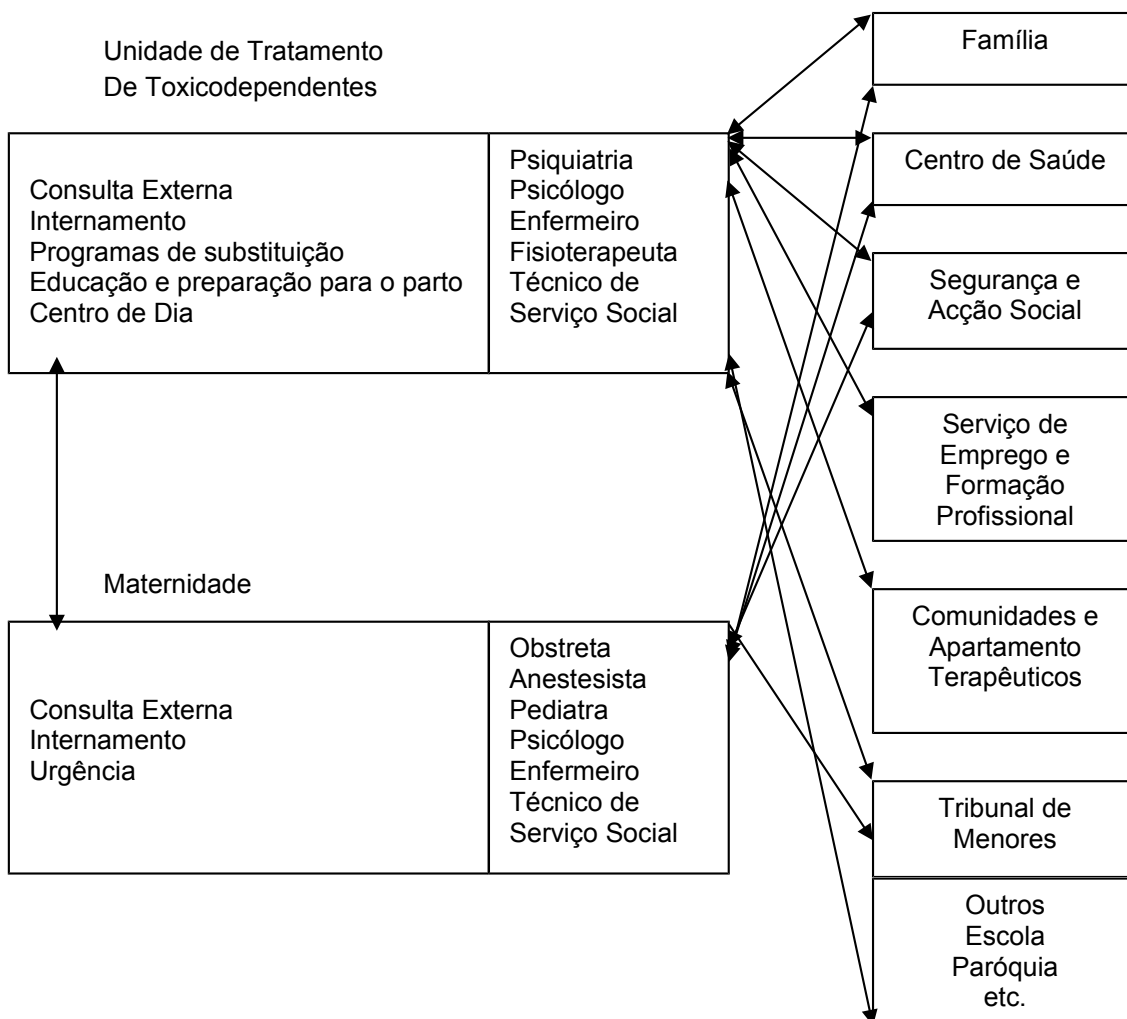 Unidade de Tratamento
De Toxicodependentes
Consulta Externa
Internamento
Programas de substituição
Educação e preparação para o parto
Centro de Dia
Psiquiatria
Psicólogo
Enfermeiro
Fisioterapeuta
Técnico de
Serviço Social
Maternidade
Consulta Externa
Internamento
Urgência
Obstreta
Anestesista
Pediatra
Psicólogo
Enfermeiro
Técnico de
Serviço Social
Família
Centro de Saúde
Segurança e
Acção Social
Serviço de
Emprego e
Formação
Profissional
Comunidades e
Apartamento
Terapêuticos
Tribunal de
Menores
Outros
Escola
Paróquia
etc.